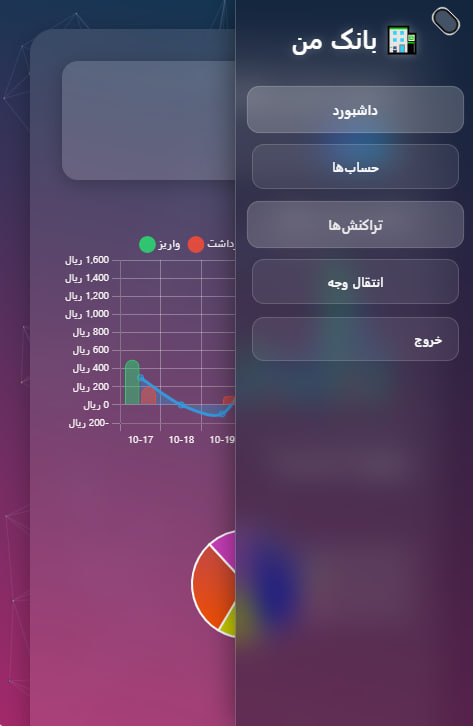 بانک من
داشبورد
حساب‌ها
تراکنش‌ها
انتقال وجه
خروج
واریز
1,600 ریال
1,400 ریال
1,200 ریال
1,000 ریال
800 ریال
600 ریال
400 ریال
200 ریال
0 ریال
-200 ریال
10-17 10-18 10-19